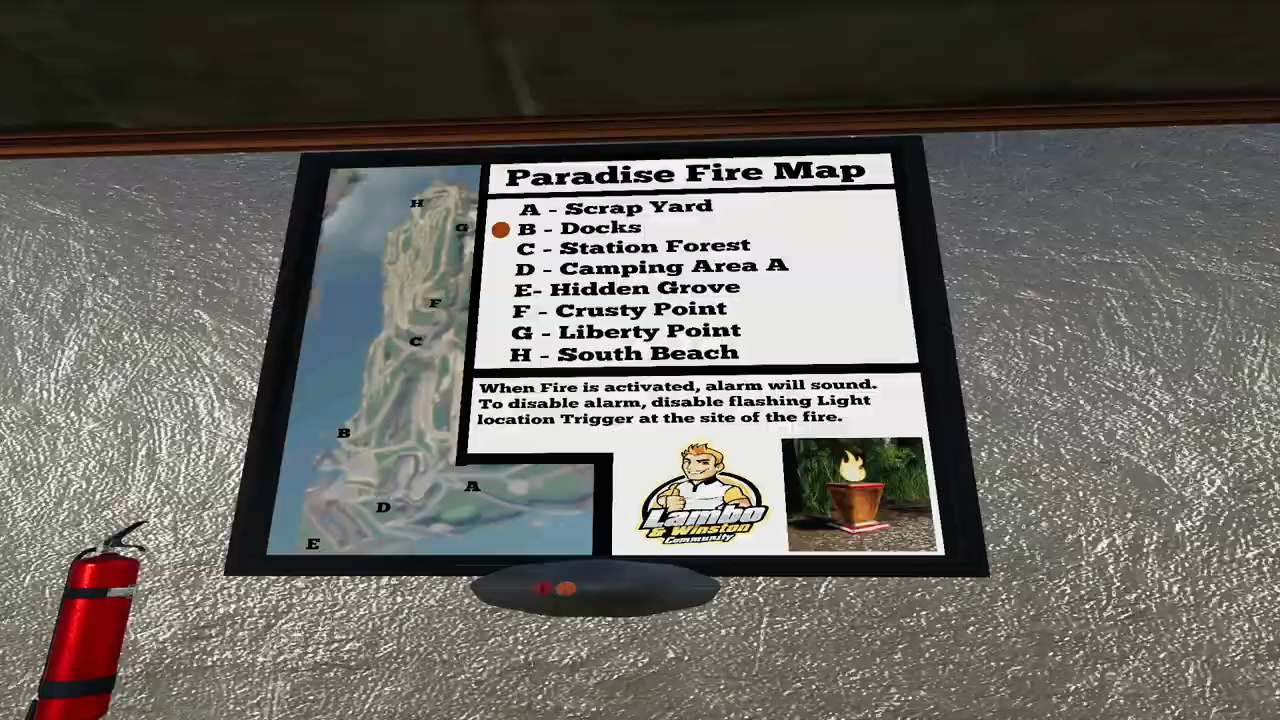 Paradise Fire Map
A - Scrap Yard
B - Docks
C - Station Forest
D - Camping Area A
E- Hidden Grove
F - Crusty Point
G - Liberty Point
H - South Beach
When Fire is activated, alarm will sound.
To disable alarm, disable flashing Light
location Trigger at the site of the fire.
H
G
F
C
B
A
D
E
Lambo
& Winston
Community